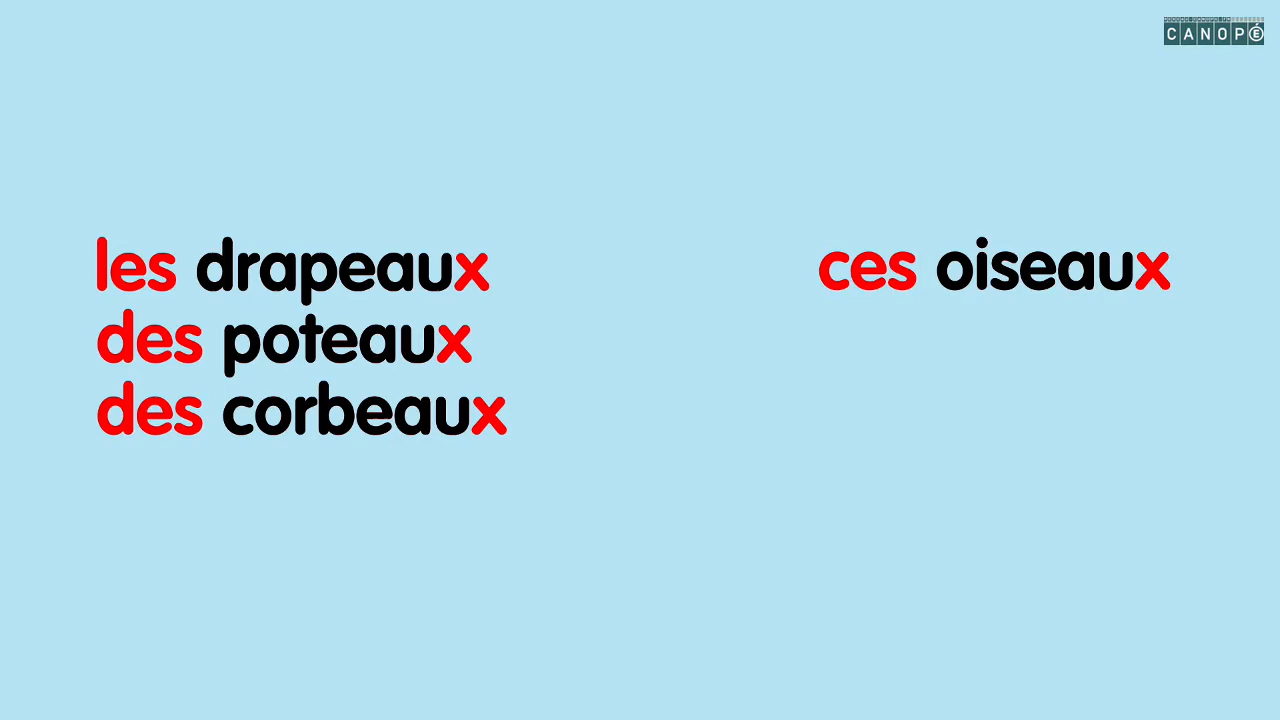 CANOPÉ
les drapeaux
des poteaux
des corbeaux
ces oiseaux